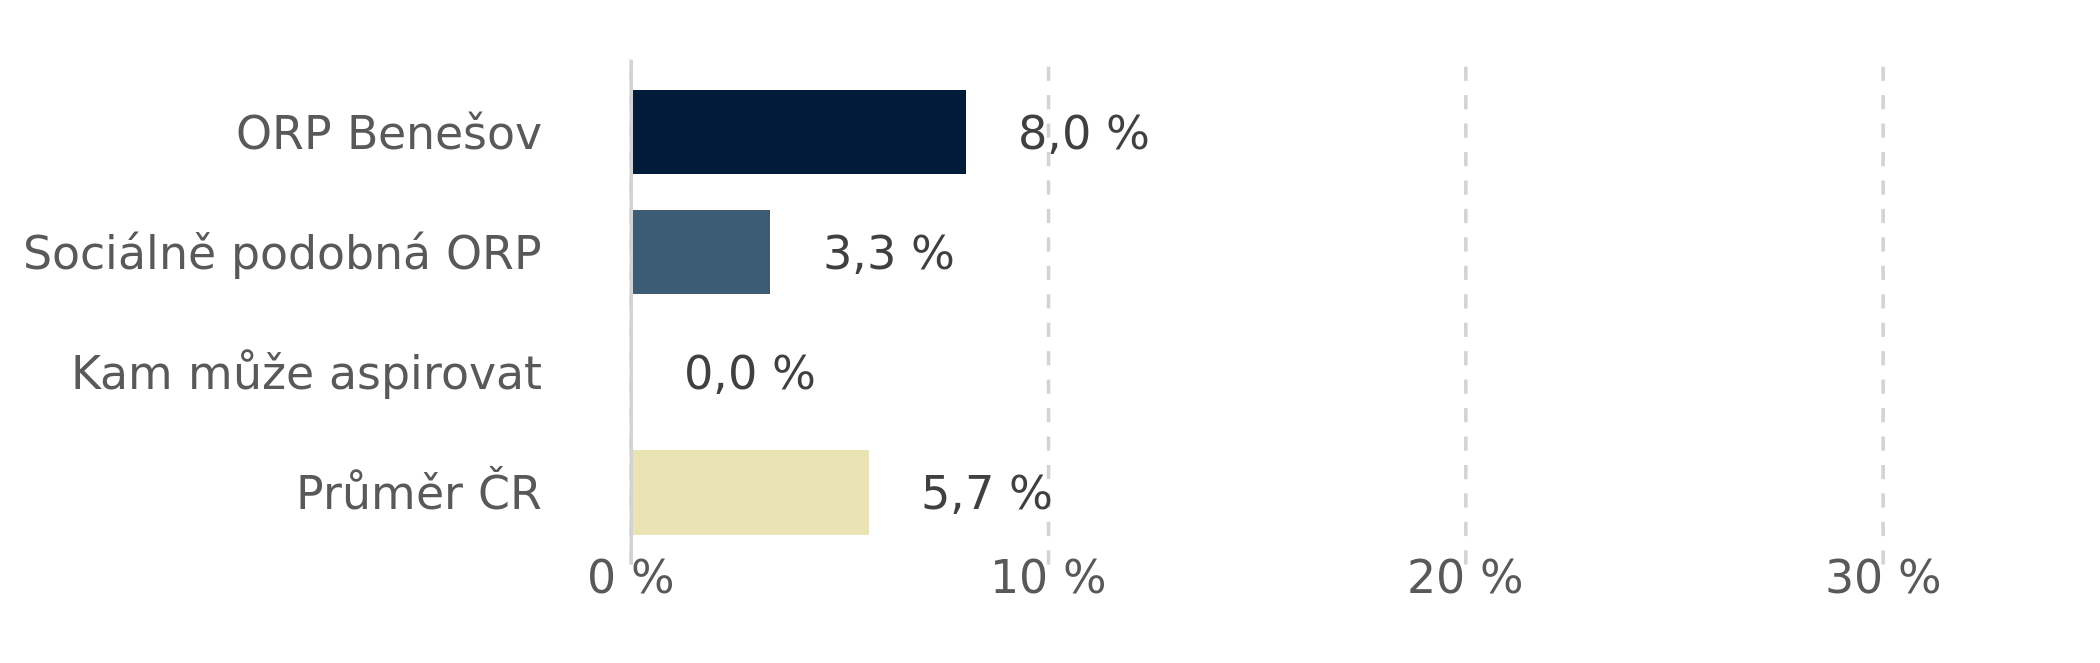 ORP Benešov 8,0 %
Sociálně podobná ORP 3,3 %
Kam může aspirovat 0,0 %
Průměr ČR 5,7 %
0 % 10 % 20 % 30 %